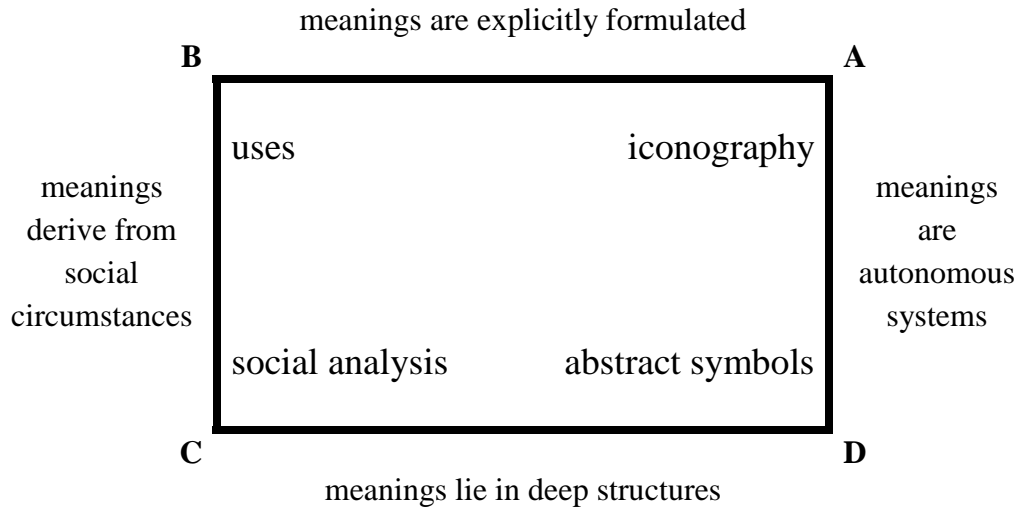 meanings are explicitly formulated
B
A
uses
iconography
meanings
derive from
social
circumstances
meanings
are
autonomous
systems
social analysis
abstract symbols
C
D
meanings lie in deep structures